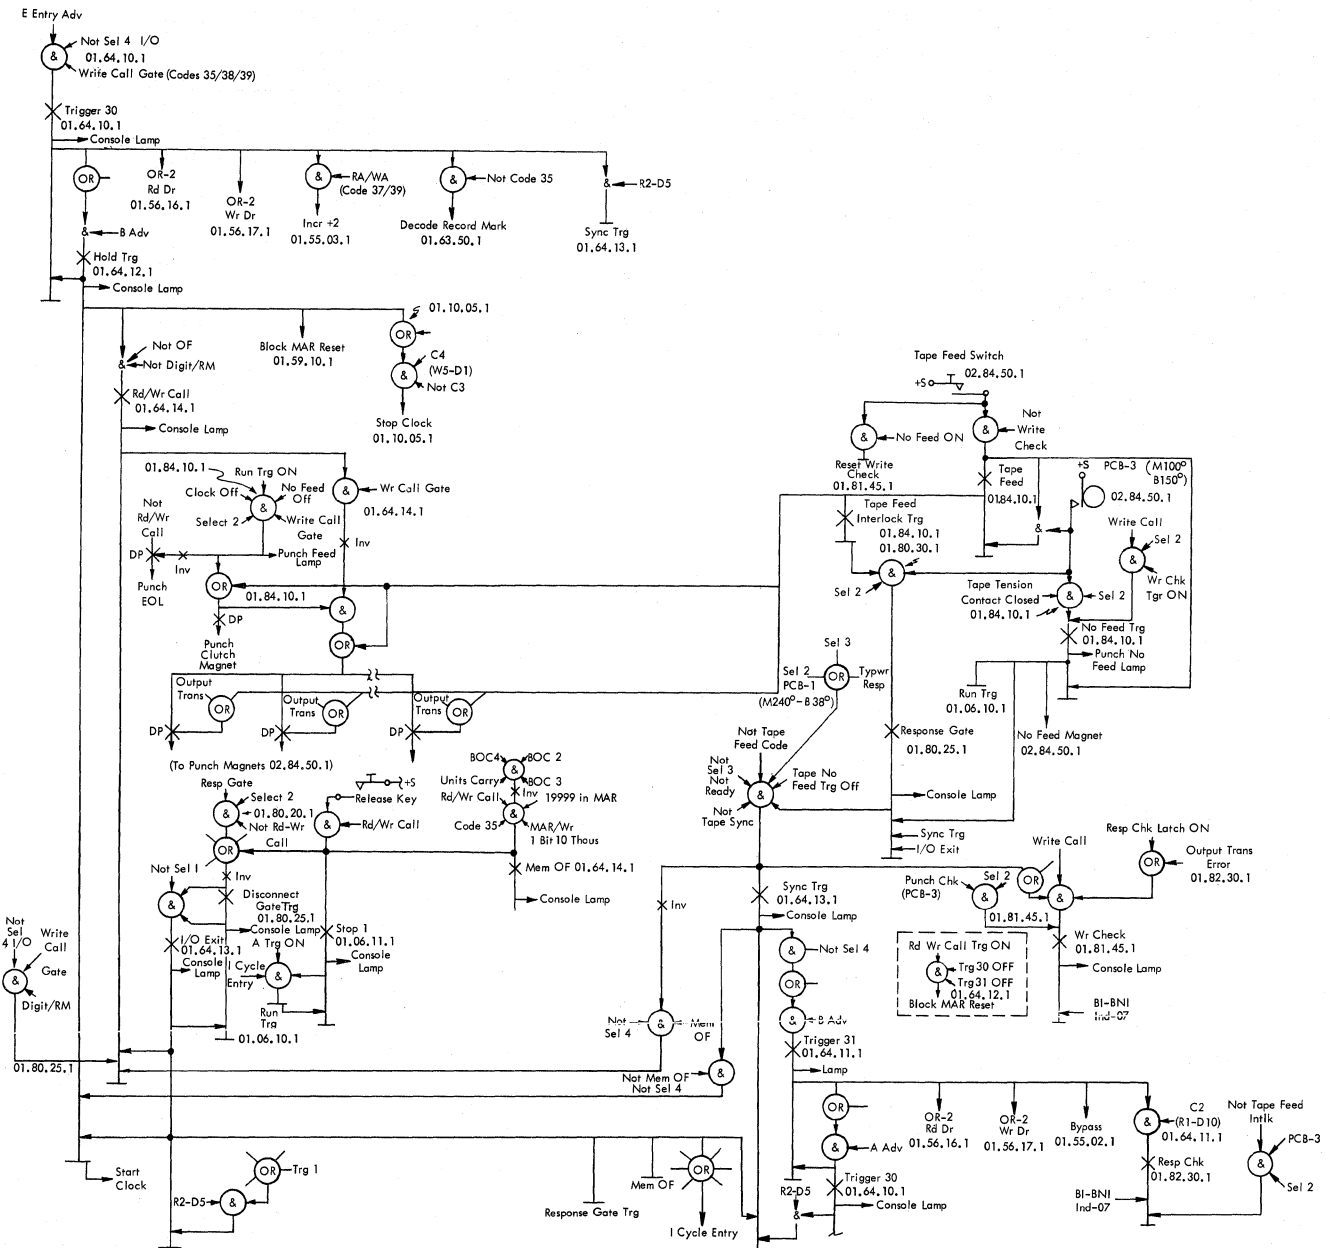 E Entry Adv
Not Sel 4 I/O
01.64.10.1
&
Write Call Gate (Codes 35/38/39)
Trigger 30
01.64.10.1
Console Lamp
OR
OR-2
Rd Dr
01.56.16.1
OR-2
Wr Dr
01.56.17.1
&
RA/WA
(Code 37/39)
Incr +2
01.55.03.1
&
Not Code 35
Decode Record Mark
01.63.50.1
&
R2-D5
Sync Trg
01.64.13.1
&
B Adv
Hold Trg
01.64.12.1
Console Lamp
01.10.05.1
OR
Not OF
&
Not Digit/RM
Block MAR Reset
01.59.10.1
C4
(W5-D1)
&
Not C3
Rd/Wr Call
01.64.14.1
Console Lamp
Stop Clock
01.10.05.1
Tape Feed Switch
02.84.50.1
+S
&
No Feed ON
&
Not
Write
Check
Reset Write
Check
01.81.45.1
Tape
Feed
01.84.10.1
+S
PCB-3 (M100°
B150°)
02.84.50.1
&
01.84.10.1
Run Trg ON
Clock Off
No Feed
Off
&
Select 2
Write Call
Gate
&
Wr Call Gate
01.64.14.1
Not
Rd/Wr
Call
DP
Inv
Punch Feed
Lamp
Inv
Punch
EOL
OR
01.84.10.1
&
DP
Punch
Clutch
Magnet
OR
Tape Feed
Interlock Trg
01.84.10.1
01.80.30.1
&
Sel 2
Write Call
Sel 2
&
Wr Chk
Tgr ON
Tape Tension
Contact Closed
01.84.10.1
&
Sel 2
No Feed Trg
01.84.10.1
Punch No
Feed Lamp
Sel 3
Sel 2
PCB-1
(M240°-B38°)
OR
Typwr
Resp
Run Trg
01.06.10.1
No Feed Magnet
02.84.50.1
Output
Trans
OR
DP
Output
Trans
OR
DP
Output
Trans
OR
DP
(To Punch Magnets 02.84.50.1)
Response Gate
01.80.25.1
Not Tape
Feed Code
Not
Sel 3
Not
Ready
&
Tape No
Feed Trg Off
Not
Tape Sync
Console Lamp
Sync Trg
I/O Exit
Resp Gate
Select 2
&
01.80.20.1
Not Rd-Wr
Call
OR
+S
Release Key
&
Rd/Wr Call
BOC4
BOC 2
&
Units Carry
BOC 3
Inv
Rd/Wr Call
19999 in MAR
&
Code 35
MAR/Wr
1 Bit 10 Thous
Mem OF 01.64.14.1
Console Lamp
Not Sel 1
&
Inv
Disconnect
Gate Trg
01.80.25.1
Console Lamp
A Trg ON
I/O Exit
01.64.13.1
Console
Lamp
I Cycle
Entry
&
Run
Trg
01.06.10.1
Stop 1
01.06.11.1
Console
Lamp
Not
Sel
4 I/O
Write
Call
Gate
&
Digit/RM
01.80.25.1
Inv
Sync Trg
01.64.13.1
Console Lamp
&
Not Sel 4
OR
&
B Adv
Trigger 31
01.64.11.1
Lamp
Not
Sel 4
&
Mem
OF
Not Mem OF
Not Sel 4
&
Write Call
Resp Chk Latch ON
OR
Output Trans
Error
01.82.30.1
Punch Chk
(PCB-3)
Sel 2
&
OR
&
01.81.45.1
Wr Check
01.81.45.1
Console Lamp
BI-BNI
Ind-07
Rd Wr Call Trg ON
&
Trg30 OFF
Trg31 OFF
01.64.12.1
Block MAR Reset
OR
&
A Adv
Trigger 30
01.64.10.1
Console Lamp
R2-D5
&
OR-2
Rd Dr
01.56.16.1
OR-2
Wr Dr
01.56.17.1
Bypass
01.55.02.1
C2
(R1-D10)
01.64.11.1
&
Resp Chk
01.82.30.1
BI-BNI
Ind-07
Not Tape Feed
Intlk
PCB-3
&
Sel 2
Start
Clock
OR
Trg 1
R2-D5
&
Response Gate Trg
Mem OF
OR
I Cycle Entry